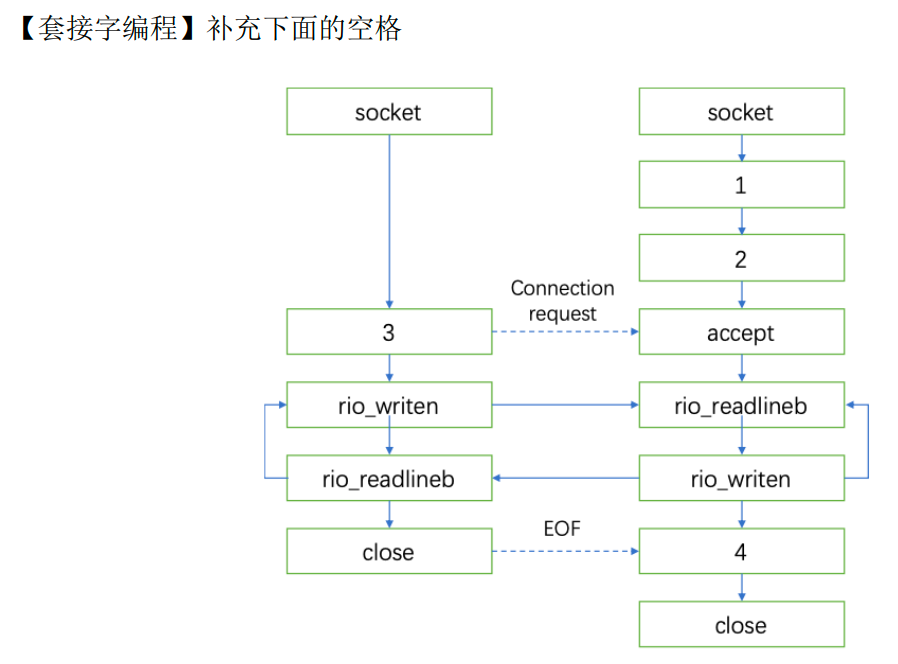 【套接字编程】补充下面的空格
socket
socket
1
2
Connection
request
3
accept
rio_writen
rio_readlineb
rio_readlineb
rio_writen
EOF
close
4
close